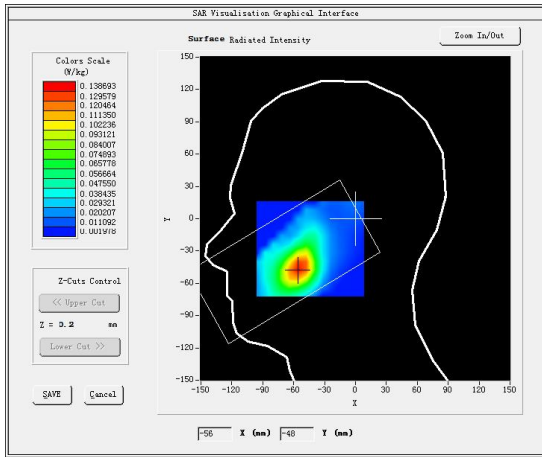 SAR Visualisation Graphical Interface
Surface Radiated Intensity
Zoom In/Out
Colors Scale
(W/kg)
0.138693
0.129579
0.120464
0.111350
0.102236
0.093121
0.084007
0.074893
0.065778
0.056664
0.047550
0.038435
0.029321
0.020207
0.011092
0.001978
Z-Cuts Control
<< Upper Cut
Z = 3.2 mm
Lower Cut >>
SAVE Cancel
150
120
90
60
30
0
-30
-60
-90
-120
-150
Y
-150 -120 -90 -60 -30 0 30 60 90 120 150
X
-56 X (mm) -48 Y (mm)